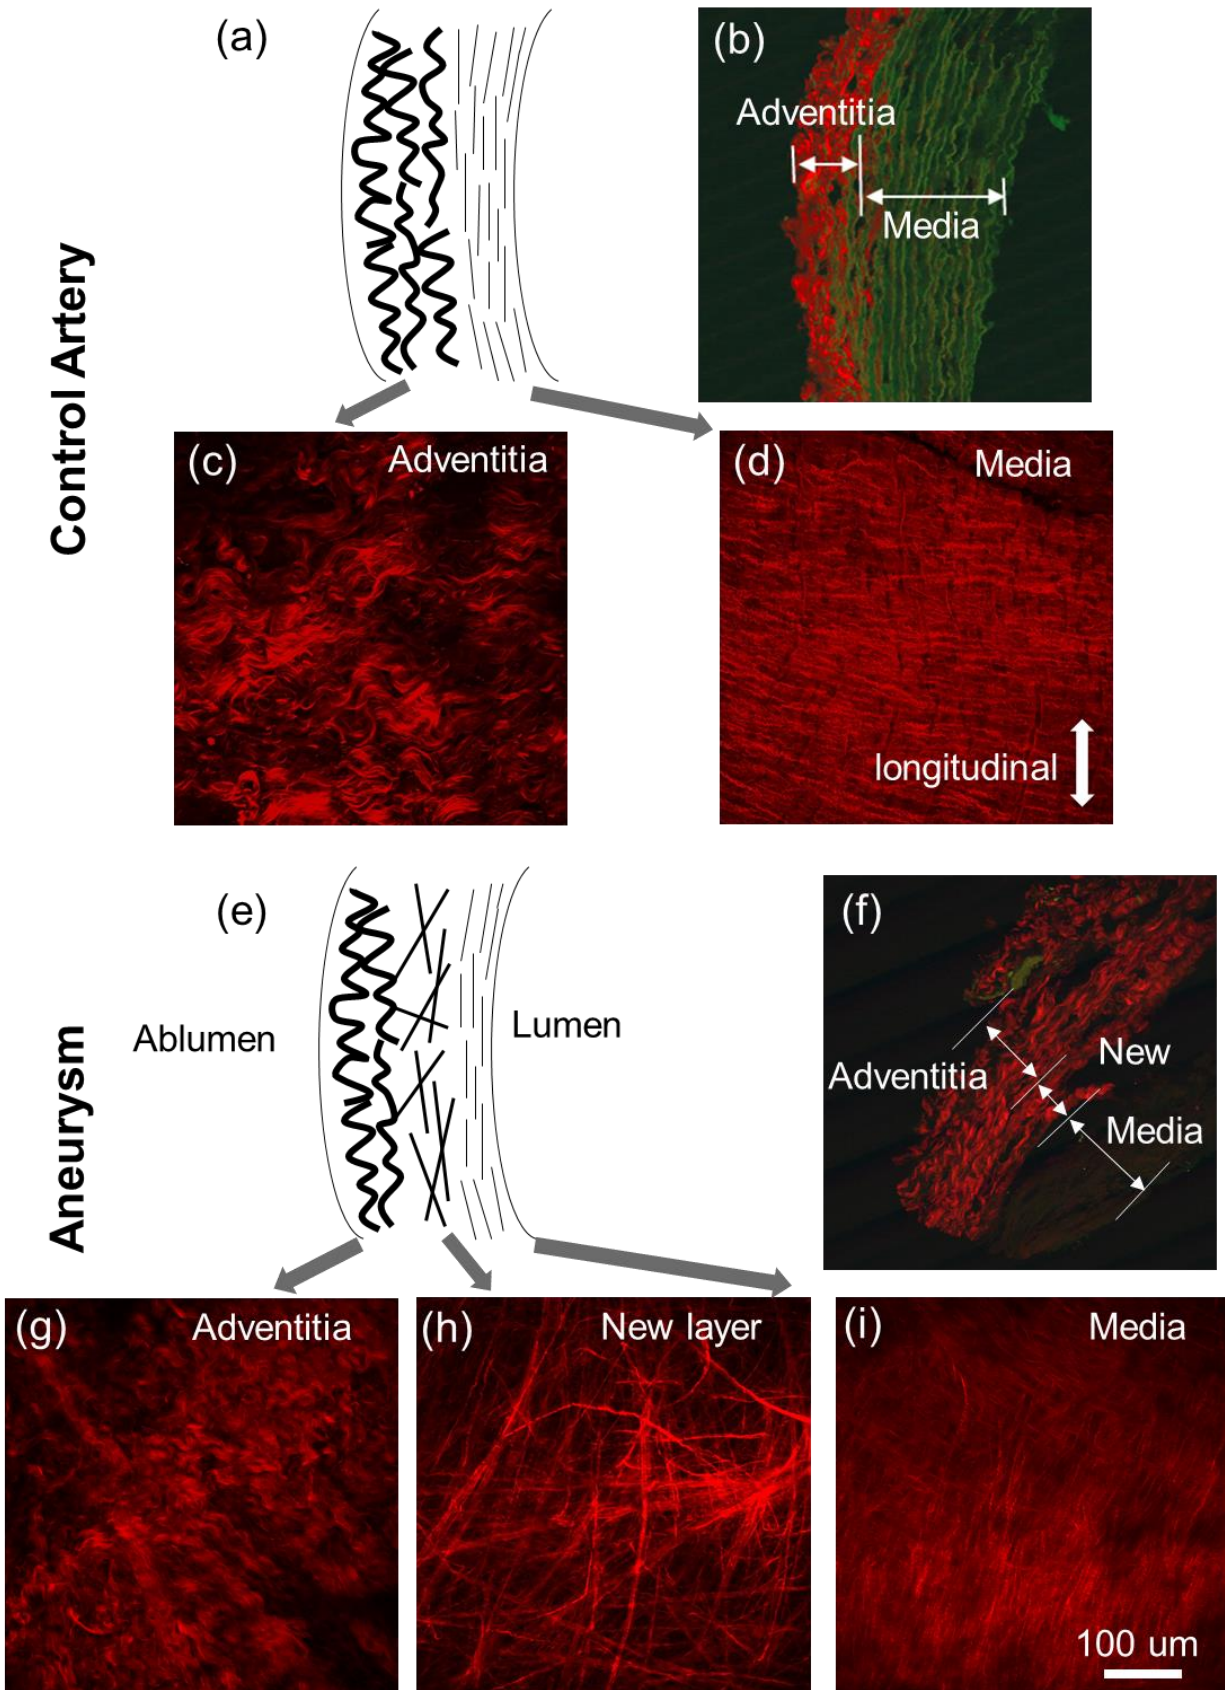 Control Artery
(a)
(b)
Adventitia
Media
(c)
Adventitia
(d)
Media
longitudinal
Aneurysm
(e)
Ablumen
Lumen
(f)
Adventitia
New
Media
(g)
Adventitia
(h)
New layer
(i)
Media
100 um